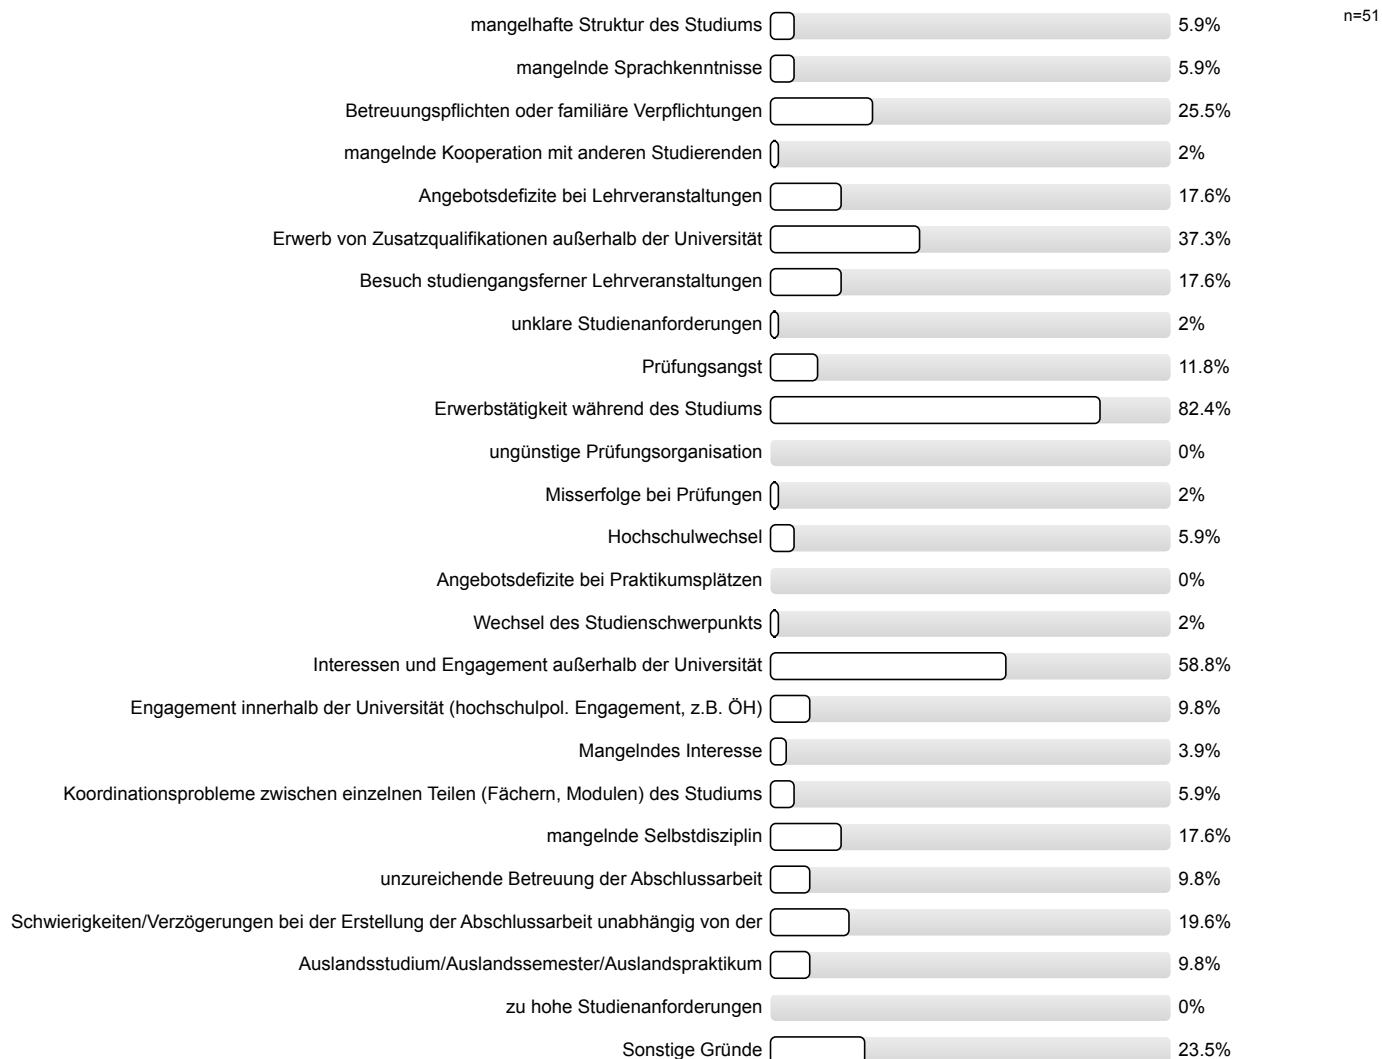 n=51
mangelhafte Struktur des Studiums 5.9%
mangelnde Sprachkenntnisse 5.9%
Betreuungspflichten oder familiäre Verpflichtungen 25.5%
mangelnde Kooperation mit anderen Studierenden 2%
Angebotsdefizite bei Lehrveranstaltungen 17.6%
Erwerb von Zusatzqualifikationen außerhalb der Universität 37.3%
Besuch studiengangsferner Lehrveranstaltungen 17.6%
unklare Studienanforderungen 2%
Prüfungsangst 11.8%
Erwerbstätigkeit während des Studiums 82.4%
ungünstige Prüfungsorganisation 0%
Misserfolge bei Prüfungen 2%
Hochschulwechsel 5.9%
Angebotsdefizite bei Praktikumsplätzen 0%
Wechsel des Studienschwerpunkts 2%
Interessen und Engagement außerhalb der Universität 58.8%
Engagement innerhalb der Universität (hochschulpol. Engagement, z.B. ÖH) 9.8%
Mangelndes Interesse 3.9%
Koordinationsprobleme zwischen einzelnen Teilen (Fächern, Modulen) des Studiums 5.9%
mangelnde Selbstdisziplin 17.6%
unzureichende Betreuung der Abschlussarbeit 9.8%
Schwierigkeiten/Verzögerungen bei der Erstellung der Abschlussarbeit unabhängig von der 19.6%
Auslandsstudium/Auslandssemester/Auslandspraktikum 9.8%
zu hohe Studienanforderungen 0%
Sonstige Gründe 23.5%